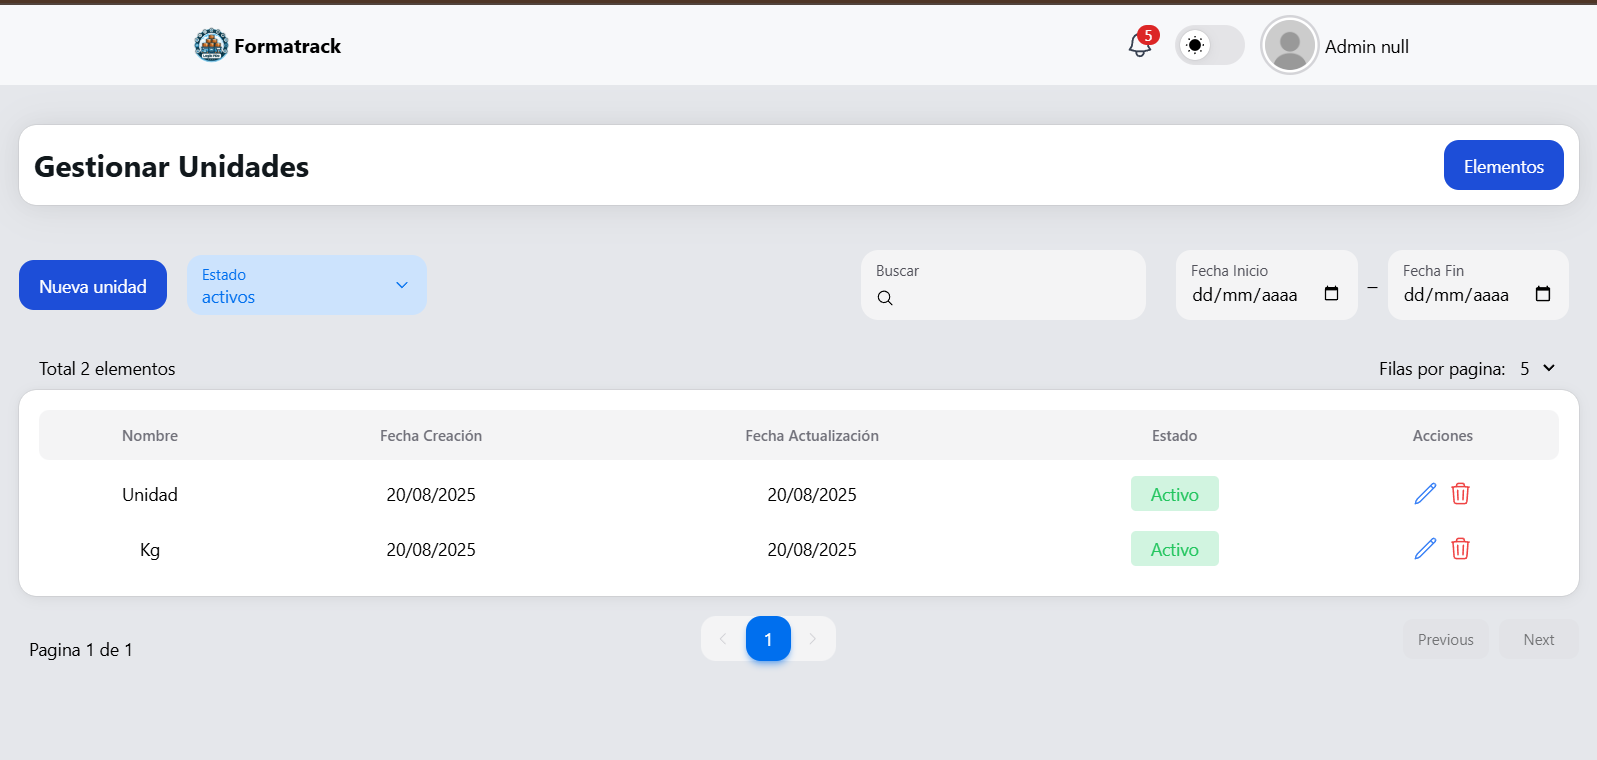 Formatrack
5
Admin null
Gestionar Unidades
Elementos
Nueva unidad
Estado
activos
Buscar
Fecha Inicio
dd/mm/aaaa
–
Fecha Fin
dd/mm/aaaa
Total 2 elementos
Filas por pagina: 5
Nombre Fecha Creación Fecha Actualización Estado Acciones
Unidad 20/08/2025 20/08/2025 Activo
Kg 20/08/2025 20/08/2025 Activo
Pagina 1 de 1
1
Previous Next